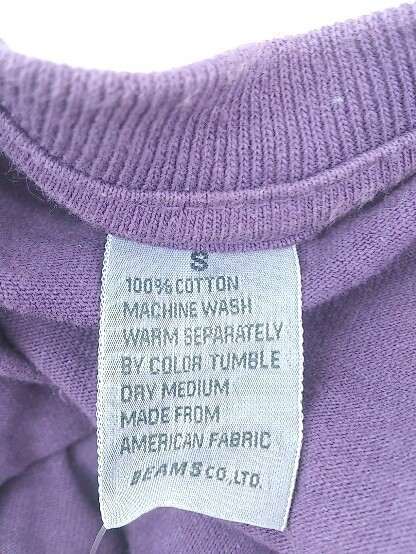 S
100% COTTON
MACHINE WASH
WARM SEPARATELY
BY COLOR TUMBLE
DRY MEDIUM
MADE FROM
AMERICAN FABRIC
BEAMS CO.,LTD.